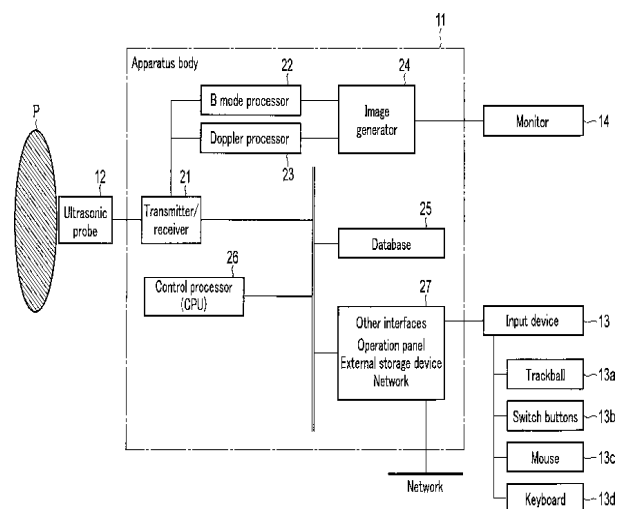 11
Apparatus body
22
B mode processor
24
Image
generator
Monitor
14
Doppler processor
23
P
12
Ultrasonic
probe
21
Transmitter/
receiver
25
Database
26
Control processor
(CPU)
27
Other interfaces
Operation panel
External storage device
Network
Input device
13
Trackball
13a
Switch buttons
13b
Mouse
13c
Keyboard
13d
Network